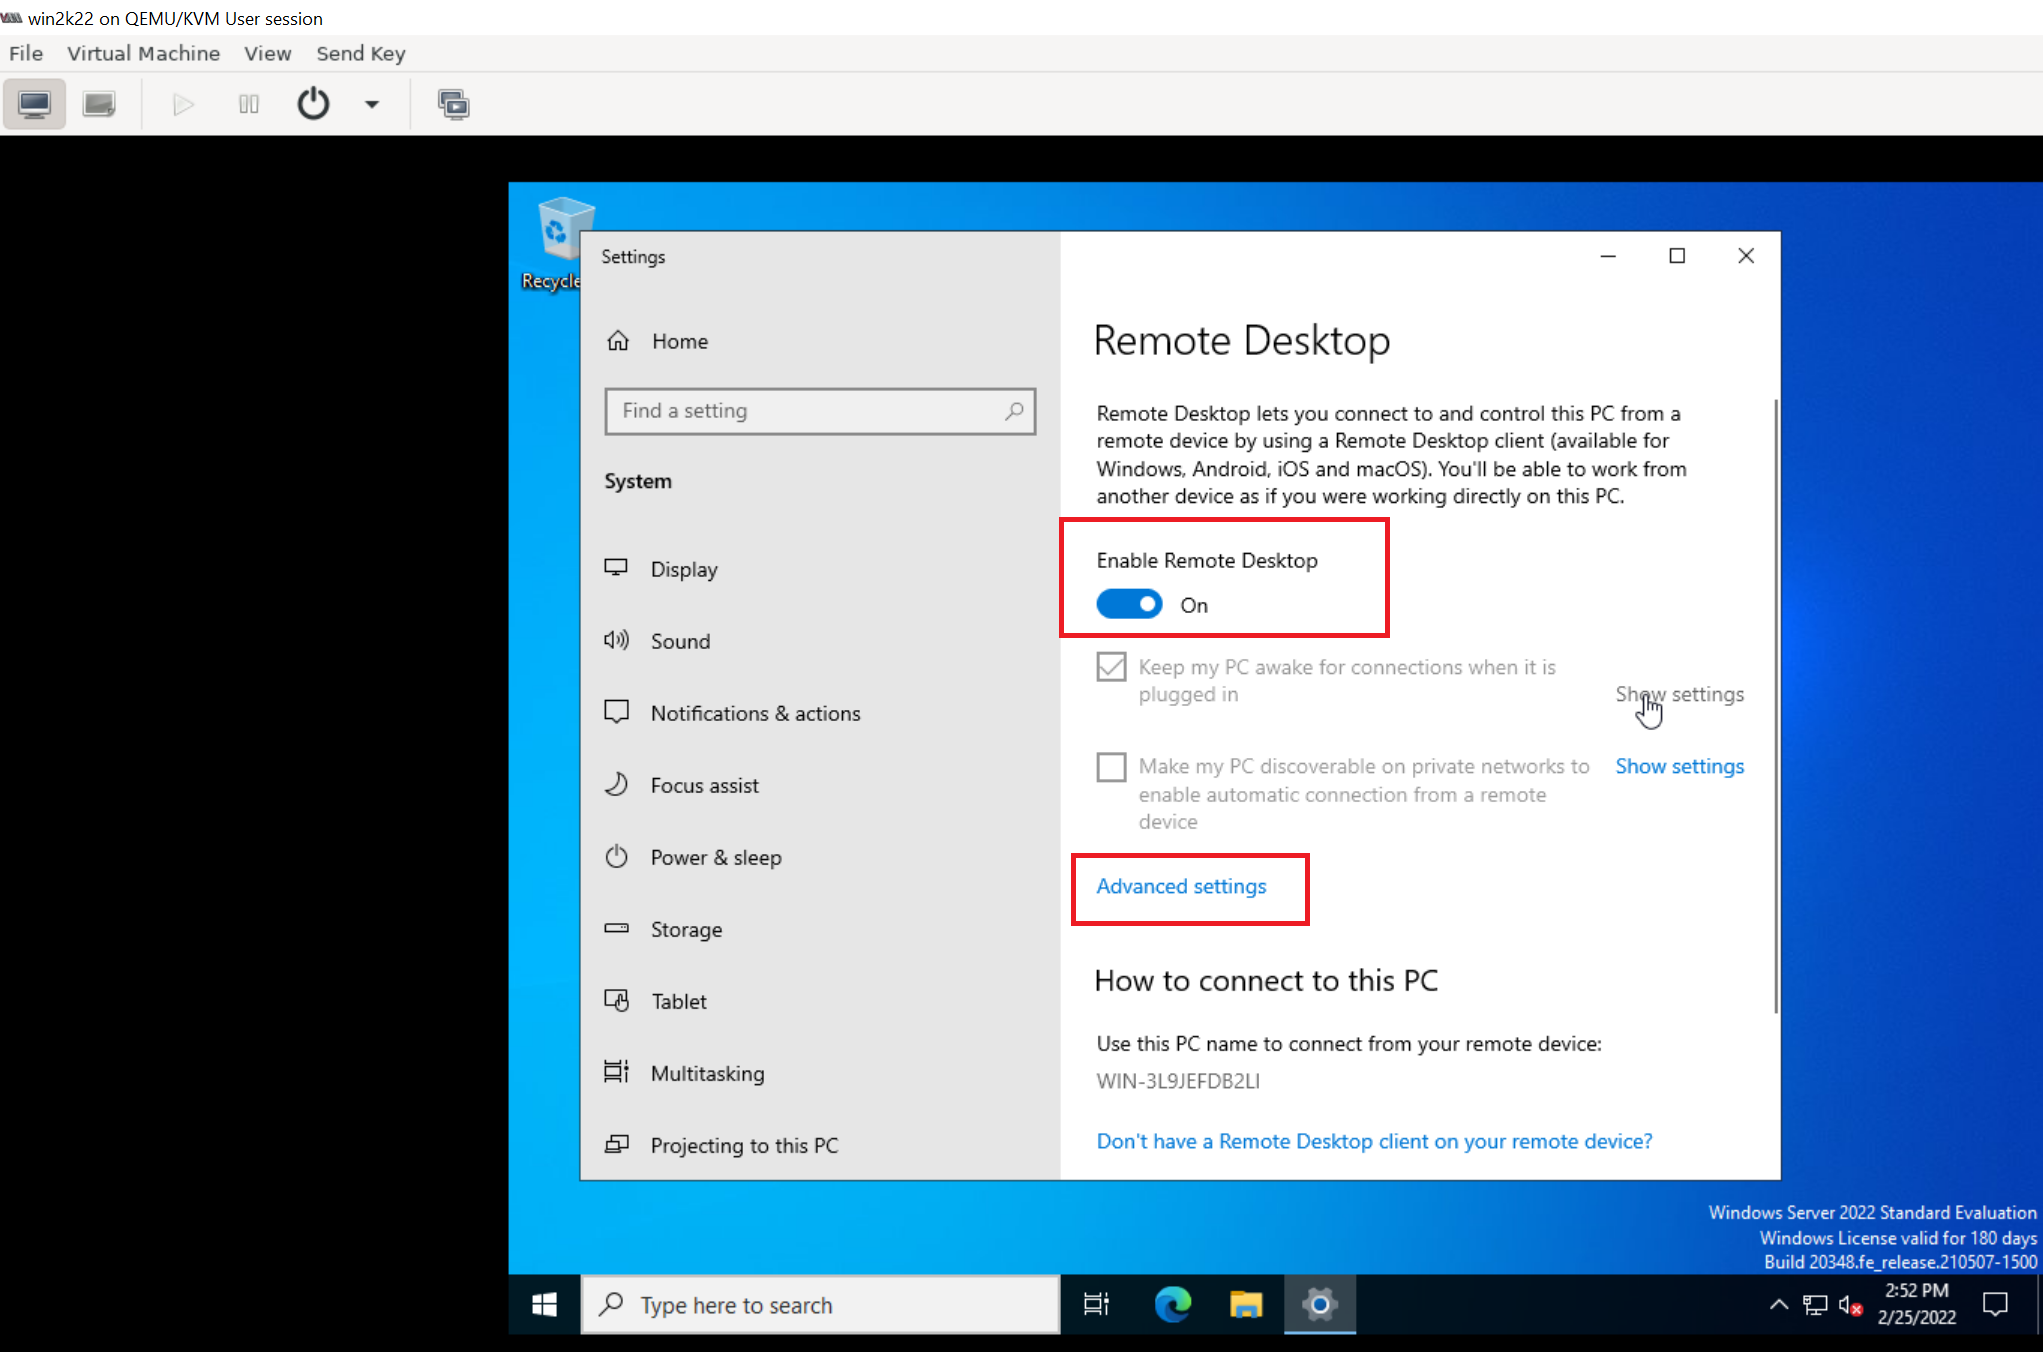 win2k22 on QEMU/KVM User session
File Virtual Machine View Send Key
Recycle
Settings
Home
Find a setting
System
Display
Sound
Notifications & actions
Focus assist
Power & sleep
Storage
Tablet
Multitasking
Projecting to this PC
Remote Desktop
Remote Desktop lets you connect to and control this PC from a
remote device by using a Remote Desktop client (available for
Windows, Android, iOS and macOS). You'll be able to work from
another device as if you were working directly on this PC.
Enable Remote Desktop
On
Keep my PC awake for connections when it is
plugged in
Show settings
Make my PC discoverable on private networks to
enable automatic connection from a remote
device
Show settings
Advanced settings
How to connect to this PC
Use this PC name to connect from your remote device:
WIN-3L9JEFDB2LI
Don't have a Remote Desktop client on your remote device?
Windows Server 2022 Standard Evaluation
Windows License valid for 180 days
Build 20348.fe_release.210507-1500
Type here to search
2:52 PM
2/25/2022